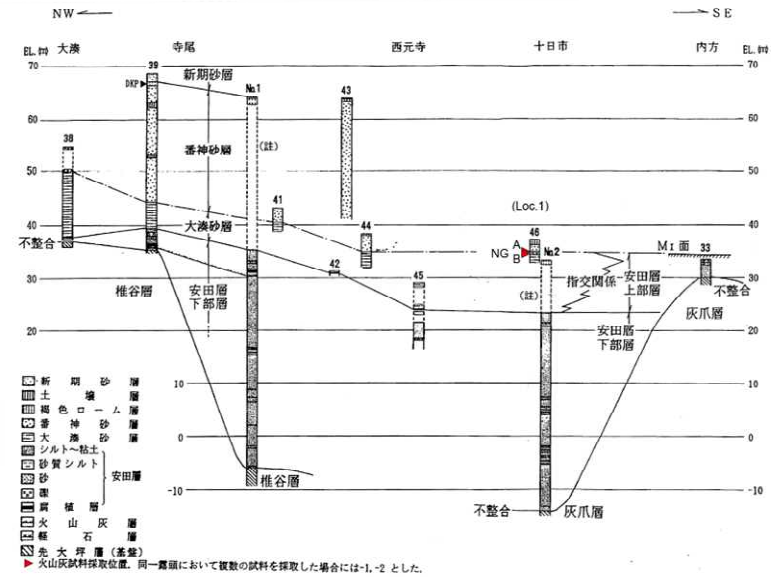 NW
SE
EL.(m)
大湊
寺尾
西元寺
十日市
内方
EL.(m)
70
60
50
40
30
20
10
0
-10
70
60
50
40
30
20
10
0
-10
38
39
DKP
No.1
41
42
43
44
45
46
No.2
33
新期砂層
番神砂層
(註)
大湊砂層
安田層
下部層
不整合
椎谷層
椎谷層
(Loc.1)
NG
A
B
(註)
指交関係
安田層
上部層
安田層
下部層
MI面
不整合
灰爪層
不整合
灰爪層
新期砂層
土壌層
褐色ローム層
番神砂層
大湊砂層
シルト~粘土
砂質シルト
砂
礫
腐植層
安田層
火山灰層
軽石層
先大坪層(基盤)
火山灰試料採取位置. 同一露頭において複数の試料を採取した場合には-1, -2 とした.